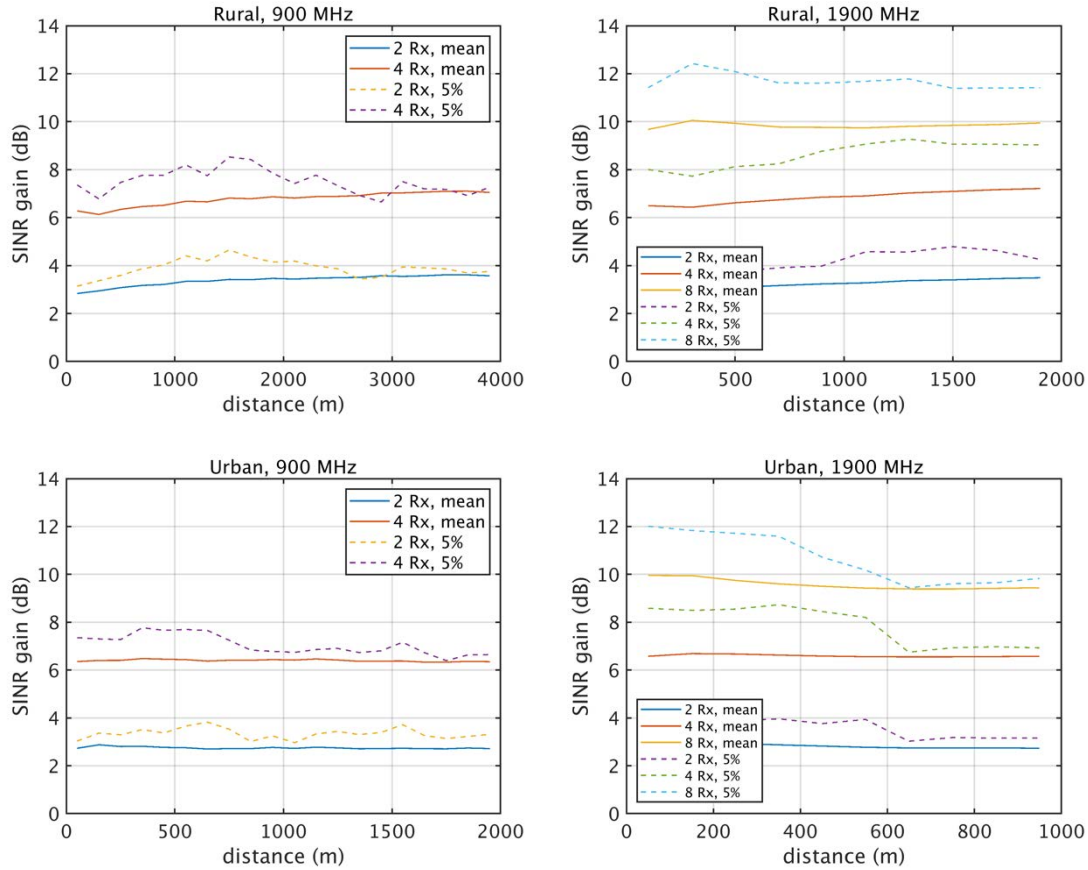 Rural, 900 MHz
SINR gain (dB)
14
12
10
8
6
4
2
0
2 Rx, mean
4 Rx, mean
2 Rx, 5%
4 Rx, 5%
0 1000 2000 3000 4000
distance (m)
Rural, 1900 MHz
SINR gain (dB)
14
12
10
8
6
4
2
0
2 Rx, mean
4 Rx, mean
8 Rx, mean
2 Rx, 5%
4 Rx, 5%
8 Rx, 5%
0 500 1000 1500 2000
distance (m)
Urban, 900 MHz
SINR gain (dB)
14
12
10
8
6
4
2
0
2 Rx, mean
4 Rx, mean
2 Rx, 5%
4 Rx, 5%
0 500 1000 1500 2000
distance (m)
Urban, 1900 MHz
SINR gain (dB)
14
12
10
8
6
4
2
0
2 Rx, mean
4 Rx, mean
8 Rx, mean
2 Rx, 5%
4 Rx, 5%
8 Rx, 5%
0 200 400 600 800 1000
distance (m)